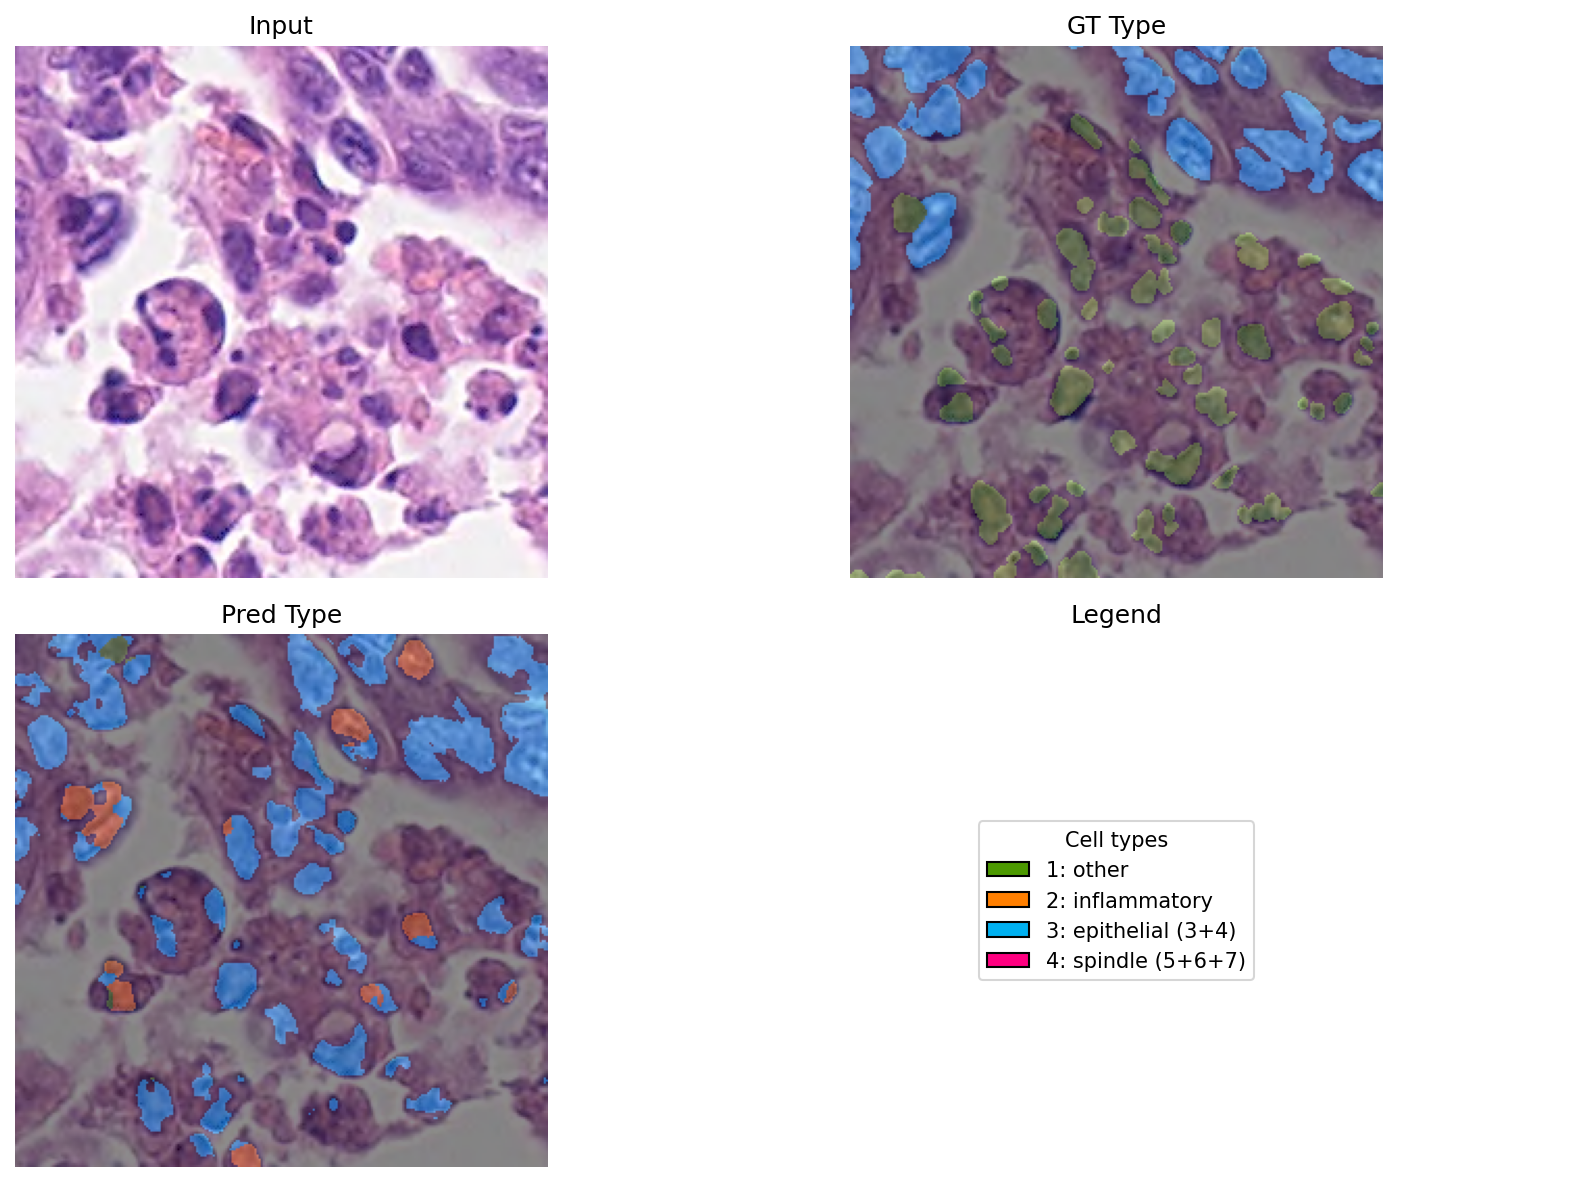 Input
GT Type
Pred Type
Legend
Cell types
1: other
2: inflammatory
3: epithelial (3+4)
4: spindle (5+6+7)